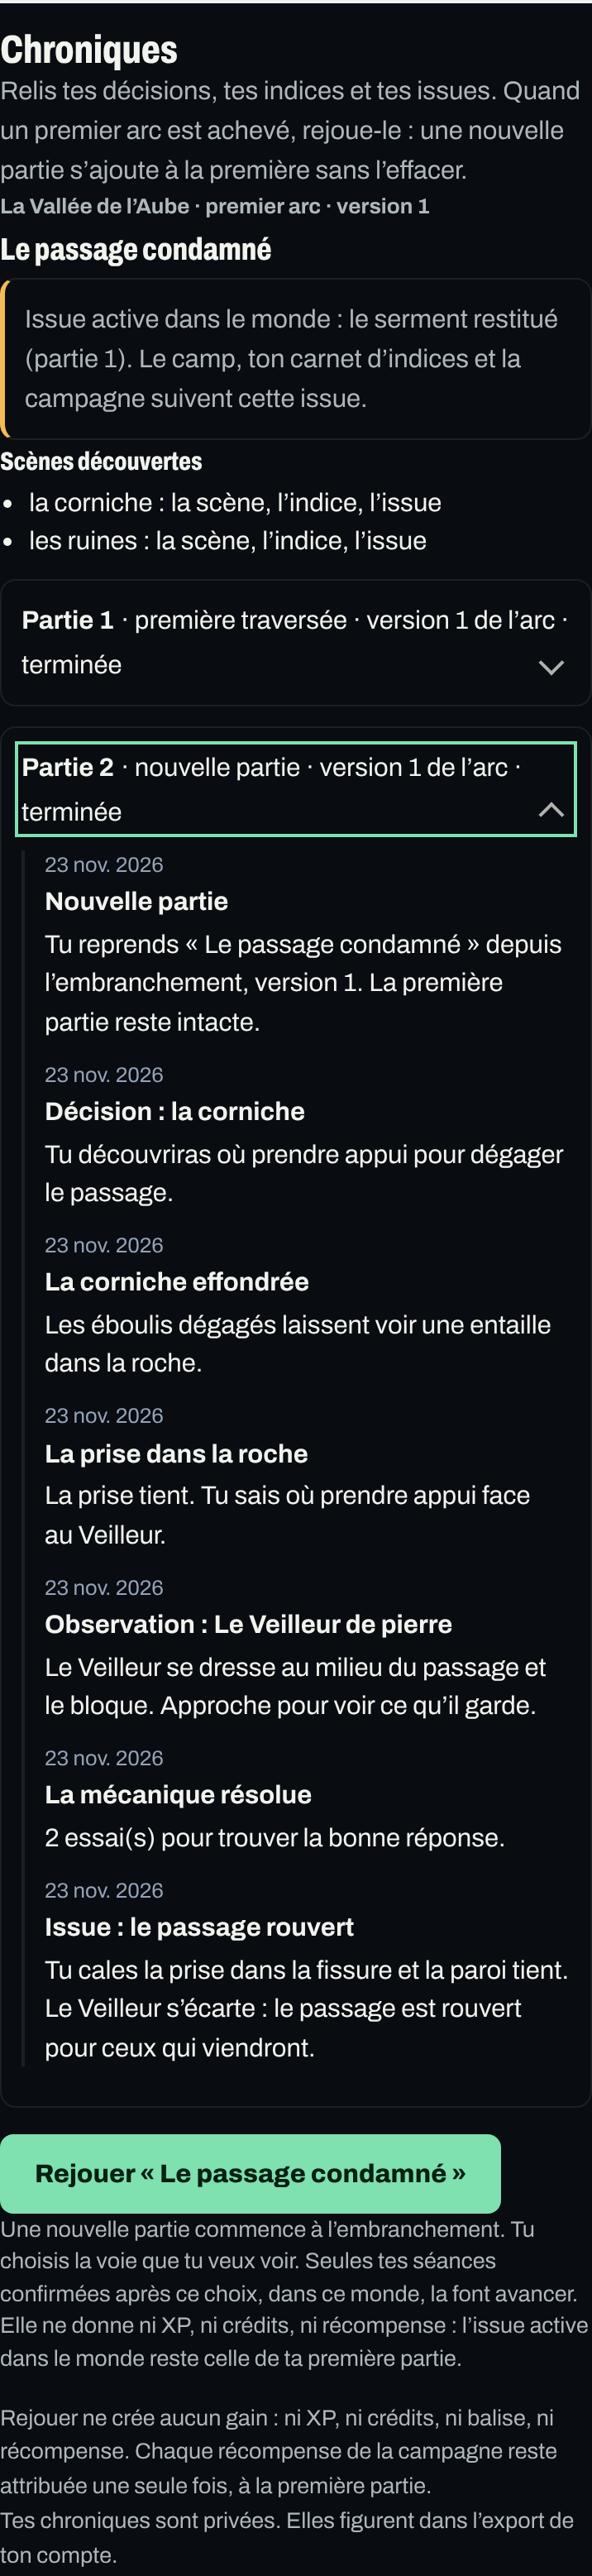 Chroniques
Relis tes décisions, tes indices et tes issues. Quand
un premier arc est achevé, rejoue-le : une nouvelle
partie s’ajoute à la première sans l’effacer.
La Vallée de l’Aube · premier arc · version 1
Le passage condamné
Issue active dans le monde : le serment restitué
(partie 1). Le camp, ton carnet d’indices et la
campagne suivent cette issue.
Scènes découvertes
• la corniche : la scène, l’indice, l’issue
• les ruines : la scène, l’indice, l’issue
Partie 1 · première traversée · version 1 de l’arc ·
terminée
Partie 2 · nouvelle partie · version 1 de l’arc ·
terminée
23 nov. 2026
Nouvelle partie
Tu reprends « Le passage condamné » depuis
l’embranchement, version 1. La première
partie reste intacte.
23 nov. 2026
Décision : la corniche
Tu découvriras où prendre appui pour dégager
le passage.
23 nov. 2026
La corniche effondrée
Les éboulis dégagés laissent voir une entaille
dans la roche.
23 nov. 2026
La prise dans la roche
La prise tient. Tu sais où prendre appui face
au Veilleur.
23 nov. 2026
Observation : Le Veilleur de pierre
Le Veilleur se dresse au milieu du passage et
le bloque. Approche pour voir ce qu’il garde.
23 nov. 2026
La mécanique résolue
2 essai(s) pour trouver la bonne réponse.
23 nov. 2026
Issue : le passage rouvert
Tu cales la prise dans la fissure et la paroi tient.
Le Veilleur s’écarte : le passage est rouvert
pour ceux qui viendront.
Rejouer « Le passage condamné »
Une nouvelle partie commence à l’embranchement. Tu
choisis la voie que tu veux voir. Seules tes séances
confirmées après ce choix, dans ce monde, la font avancer.
Elle ne donne ni XP, ni crédits, ni récompense : l’issue active
dans le monde reste celle de ta première partie.
Rejouer ne crée aucun gain : ni XP, ni crédits, ni balise, ni
récompense. Chaque récompense de la campagne reste
attribuée une seule fois, à la première partie.
Tes chroniques sont privées. Elles figurent dans l’export de
ton compte.